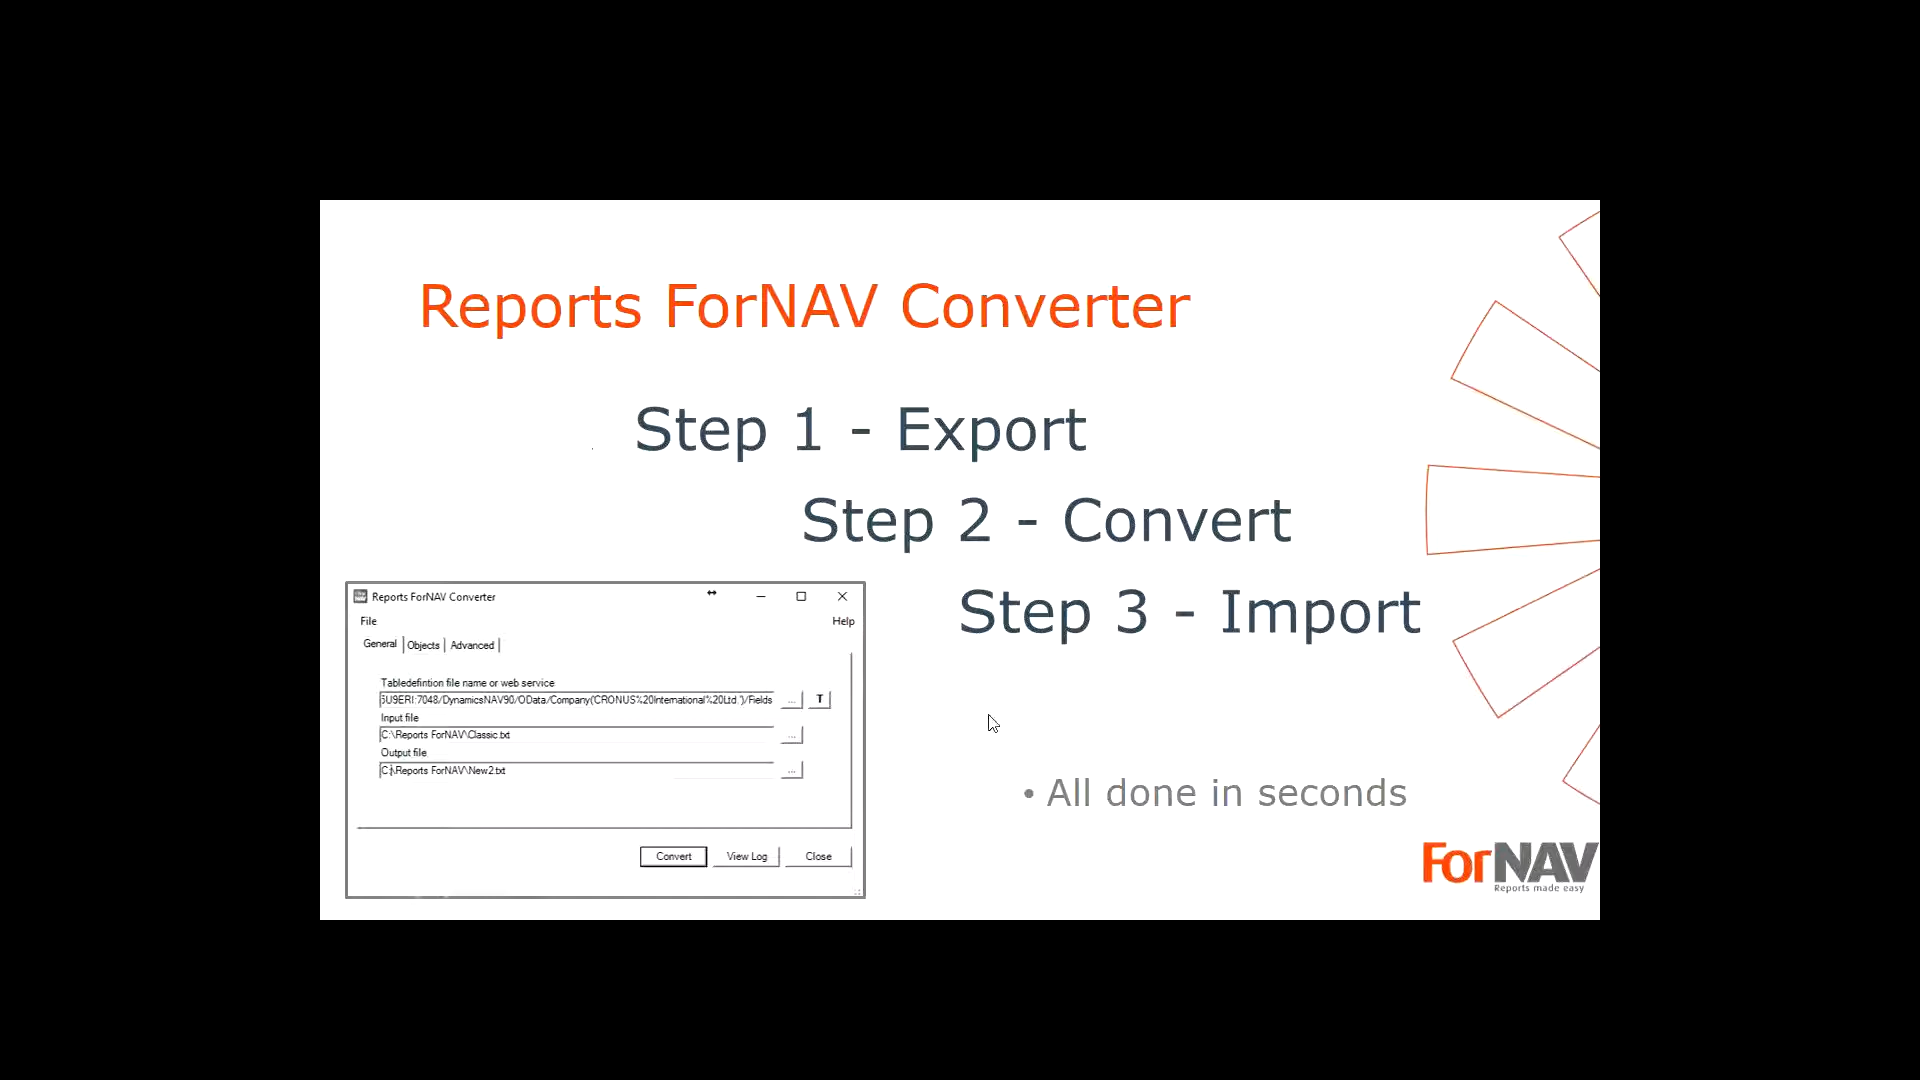 Reports ForNAV Converter
Step 1 - Export
Step 2 - Convert
Step 3 - Import
Reports ForNAV Converter
File Help
General Objects Advanced
Tabledefintion file name or web service
GU9ERI:7048/DynamicsNAV90/OData/Company('CRONUS%20International%20Ltd.')/Fields ... T
Input file
C:\Reports ForNAV\Classic.txt ...
Output file
C:\Reports ForNAV\New2.txt ...
Convert View Log Close
• All done in seconds
ForNAV
Reports made easy